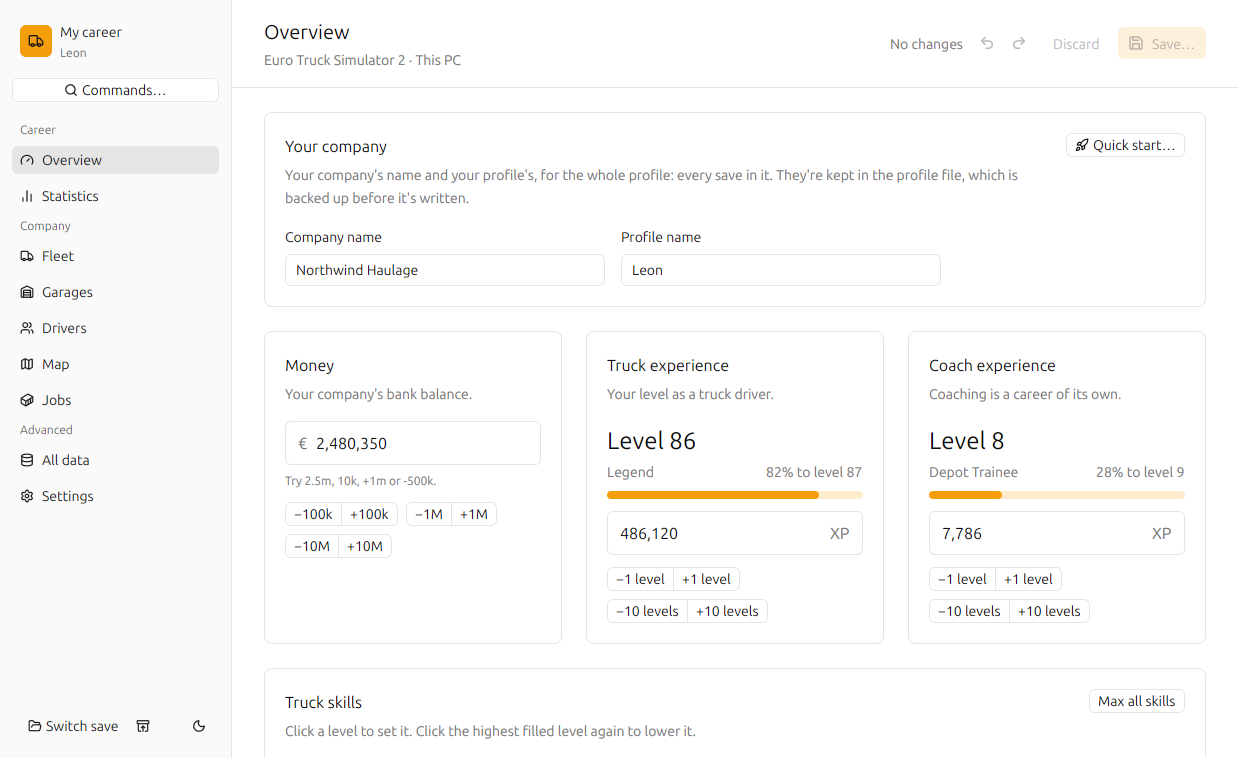 My career
Leon
Commands…
Career
Overview
Statistics
Company
Fleet
Garages
Drivers
Map
Jobs
Advanced
All data
Settings
Switch save
Overview
Euro Truck Simulator 2 · This PC
No changes
Discard
Save…
Your company
Quick start…
Your company's name and your profile's, for the whole profile: every save in it. They're kept in the profile file, which is
backed up before it's written.
Company name
Profile name
Northwind Haulage
Leon
Money
Your company's bank balance.
€ 2,480,350
Try 2.5m, 10k, +1m or -500k.
−100k +100k −1M +1M
−10M +10M
Truck experience
Your level as a truck driver.
Level 86
Legend 82% to level 87
486,120 XP
−1 level +1 level
−10 levels +10 levels
Coach experience
Coaching is a career of its own.
Level 8
Depot Trainee 28% to level 9
7,786 XP
−1 level +1 level
−10 levels +10 levels
Truck skills
Max all skills
Click a level to set it. Click the highest filled level again to lower it.